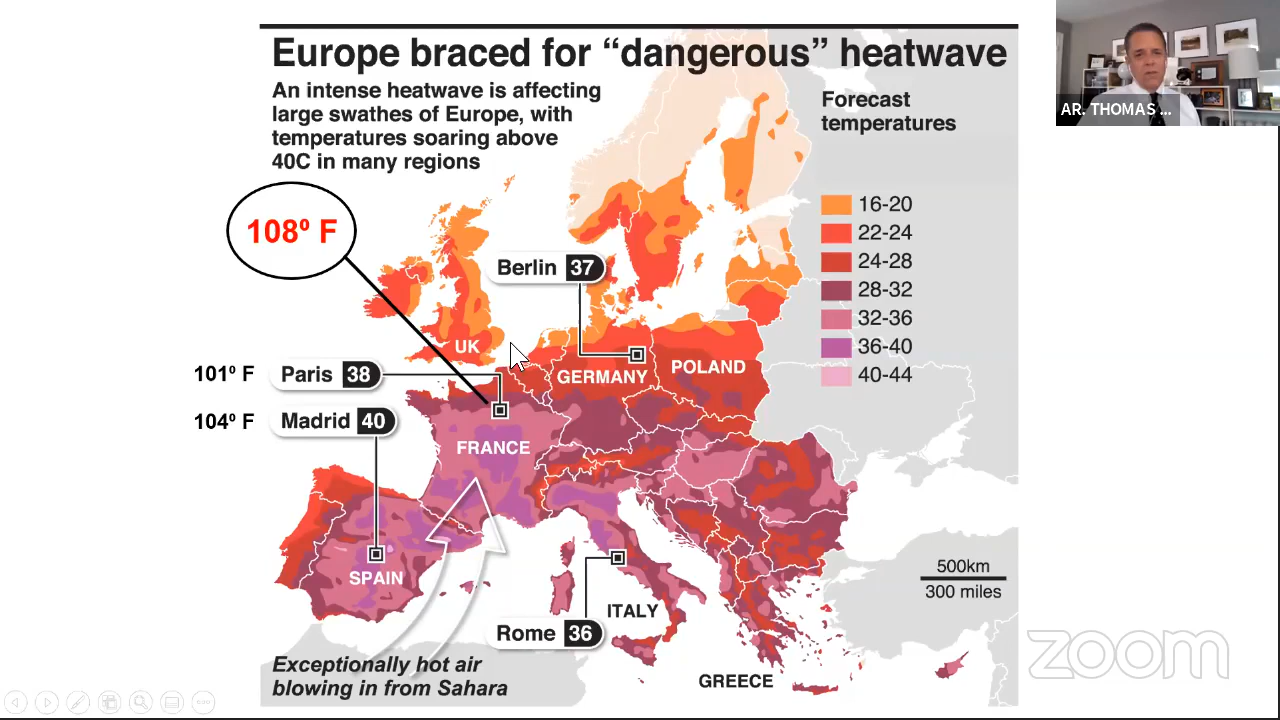 Europe braced for “dangerous” heatwave
An intense heatwave is affecting
large swathes of Europe, with
temperatures soaring above
40C in many regions
Forecast
temperatures
16-20
22-24
24-28
28-32
32-36
36-40
40-44
AR. THOMAS ...
108º F
Berlin 37
UK
GERMANY
POLAND
101º F
Paris 38
104º F
Madrid 40
FRANCE
SPAIN
ITALY
Rome 36
GREECE
500km
300 miles
Exceptionally hot air
blowing in from Sahara
zoom